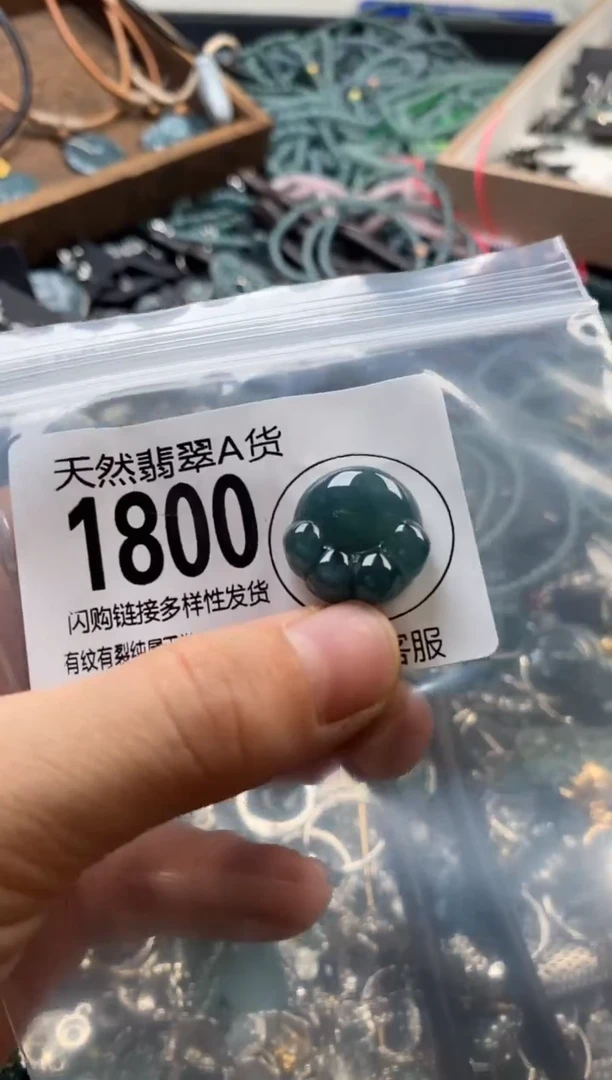 天然翡翠A货
1800
闪购链接多样性发货
有纹有裂纯属
客服